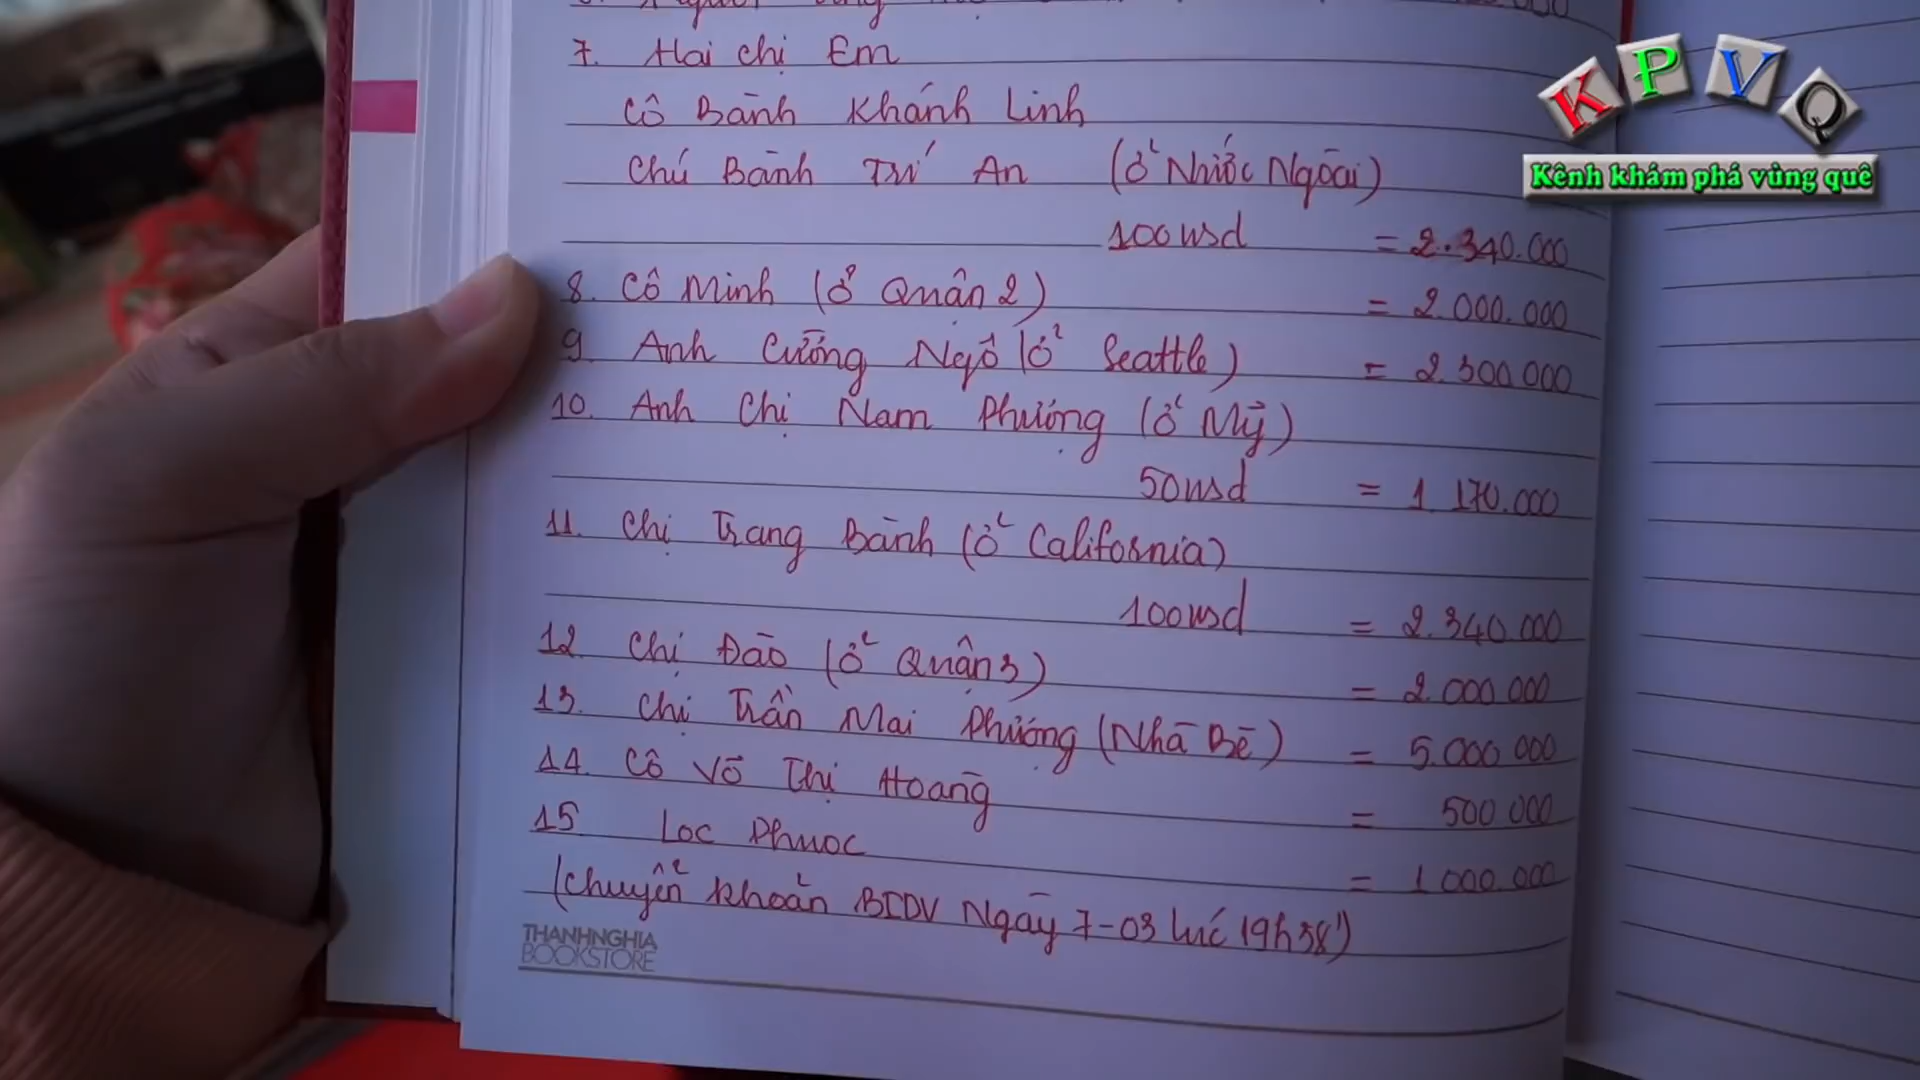 7. Hai chị Em
Cô Bành Khánh Linh
Chú Bành Trí An (ở Nước Ngoài)
100usd = 2.340.000
8. Cô Minh (ở Quận 2) = 2.000.000
9. Anh Cường Ngô (ở Seattle) = 2 300 000
10. Anh Chị Nam Phượng (ở Mỹ)
50usd = 1.170.000
11. Chị Trang Bành (ở California)
100usd = 2.340.000
12 Chị Đào (ở Quận 3) = 2 000 000
13. Chị Trần Mai Phượng (Nhà Bè) = 5.000 000
14. Cô Võ Thị Hoàng = 500 000
15 Loc Phuoc = 1 000.000
(Chuyển khoản BIDV Ngày 7-03 lúc 19h38')
THANHNGHIA
BOOKSTORE
KPVQ
Kênh khám phá vùng quê